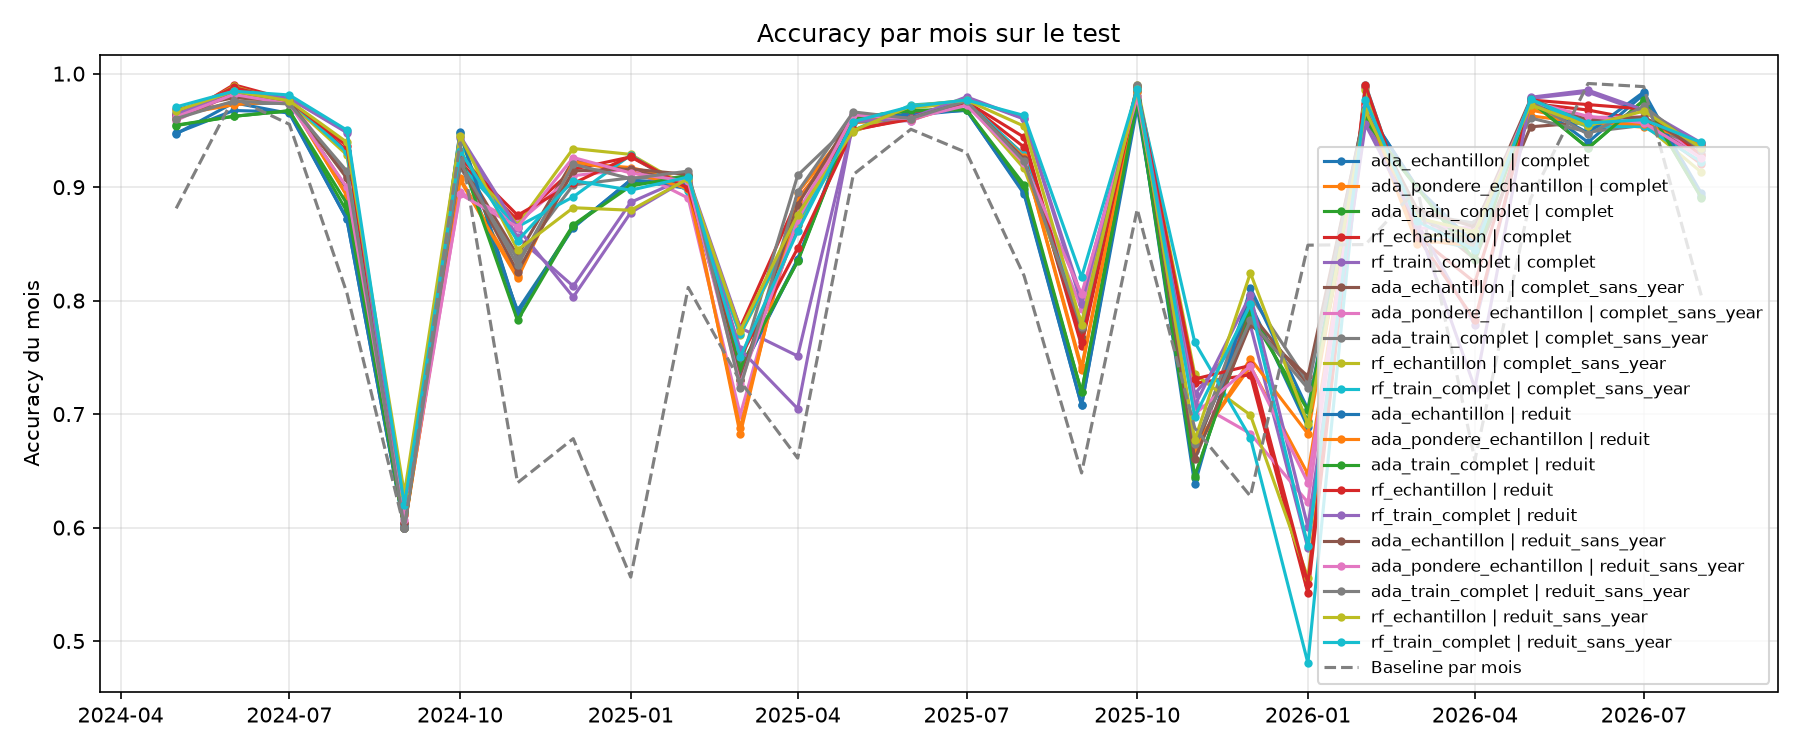 Accuracy par mois sur le test
Accuracy du mois
1.0
0.9
0.8
0.7
0.6
0.5
2024-04
2024-07
2024-10
2025-01
2025-04
2025-07
2025-10
2026-01
2026-04
2026-07
ada_echantillon | complet
ada_pondere_echantillon | complet
ada_train_complet | complet
rf_echantillon | complet
rf_train_complet | complet
ada_echantillon | complet_sans_year
ada_pondere_echantillon | complet_sans_year
ada_train_complet | complet_sans_year
rf_echantillon | complet_sans_year
rf_train_complet | complet_sans_year
ada_echantillon | reduit
ada_pondere_echantillon | reduit
ada_train_complet | reduit
rf_echantillon | reduit
rf_train_complet | reduit
ada_echantillon | reduit_sans_year
ada_pondere_echantillon | reduit_sans_year
ada_train_complet | reduit_sans_year
rf_echantillon | reduit_sans_year
rf_train_complet | reduit_sans_year
Baseline par mois